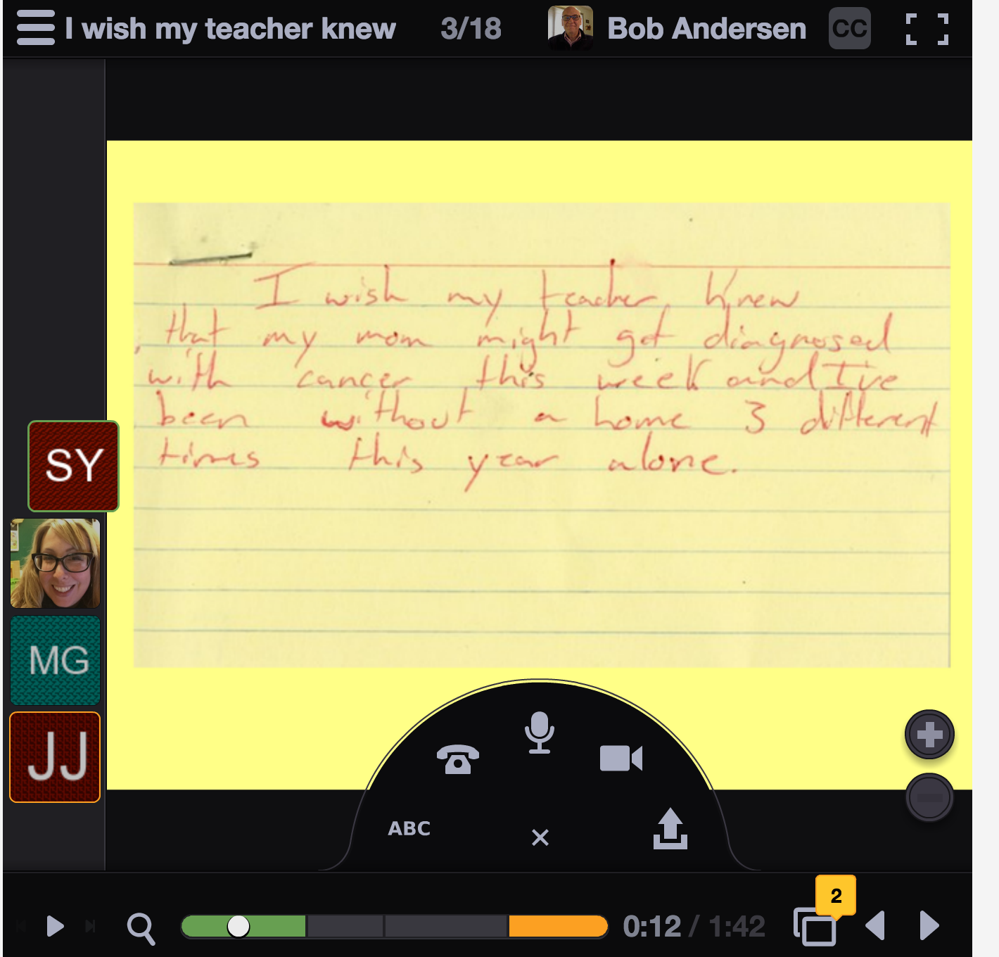 I wish my teacher knew 3/18 Bob Andersen CC
I wish my teacher knew
that my mom might get diagnosed
with cancer this week and I've
been without a home 3 different
times this year alone.
SY
MG
JJ
ABC
2
0:12 / 1:42